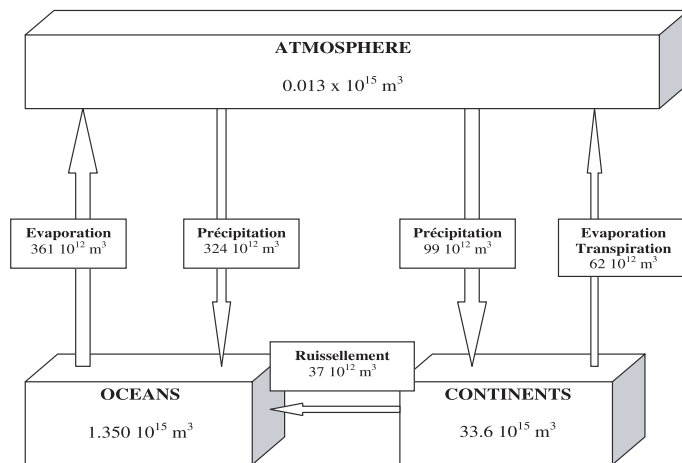 ATMOSPHERE
0.013 x 10¹⁵ m³
Evaporation
361 10¹² m³
Précipitation
324 10¹² m³
Précipitation
99 10¹² m³
Evaporation
Transpiration
62 10¹² m³
Ruissellement
37 10¹² m³
OCEANS
1.350 10¹⁵ m³
CONTINENTS
33.6 10¹⁵ m³